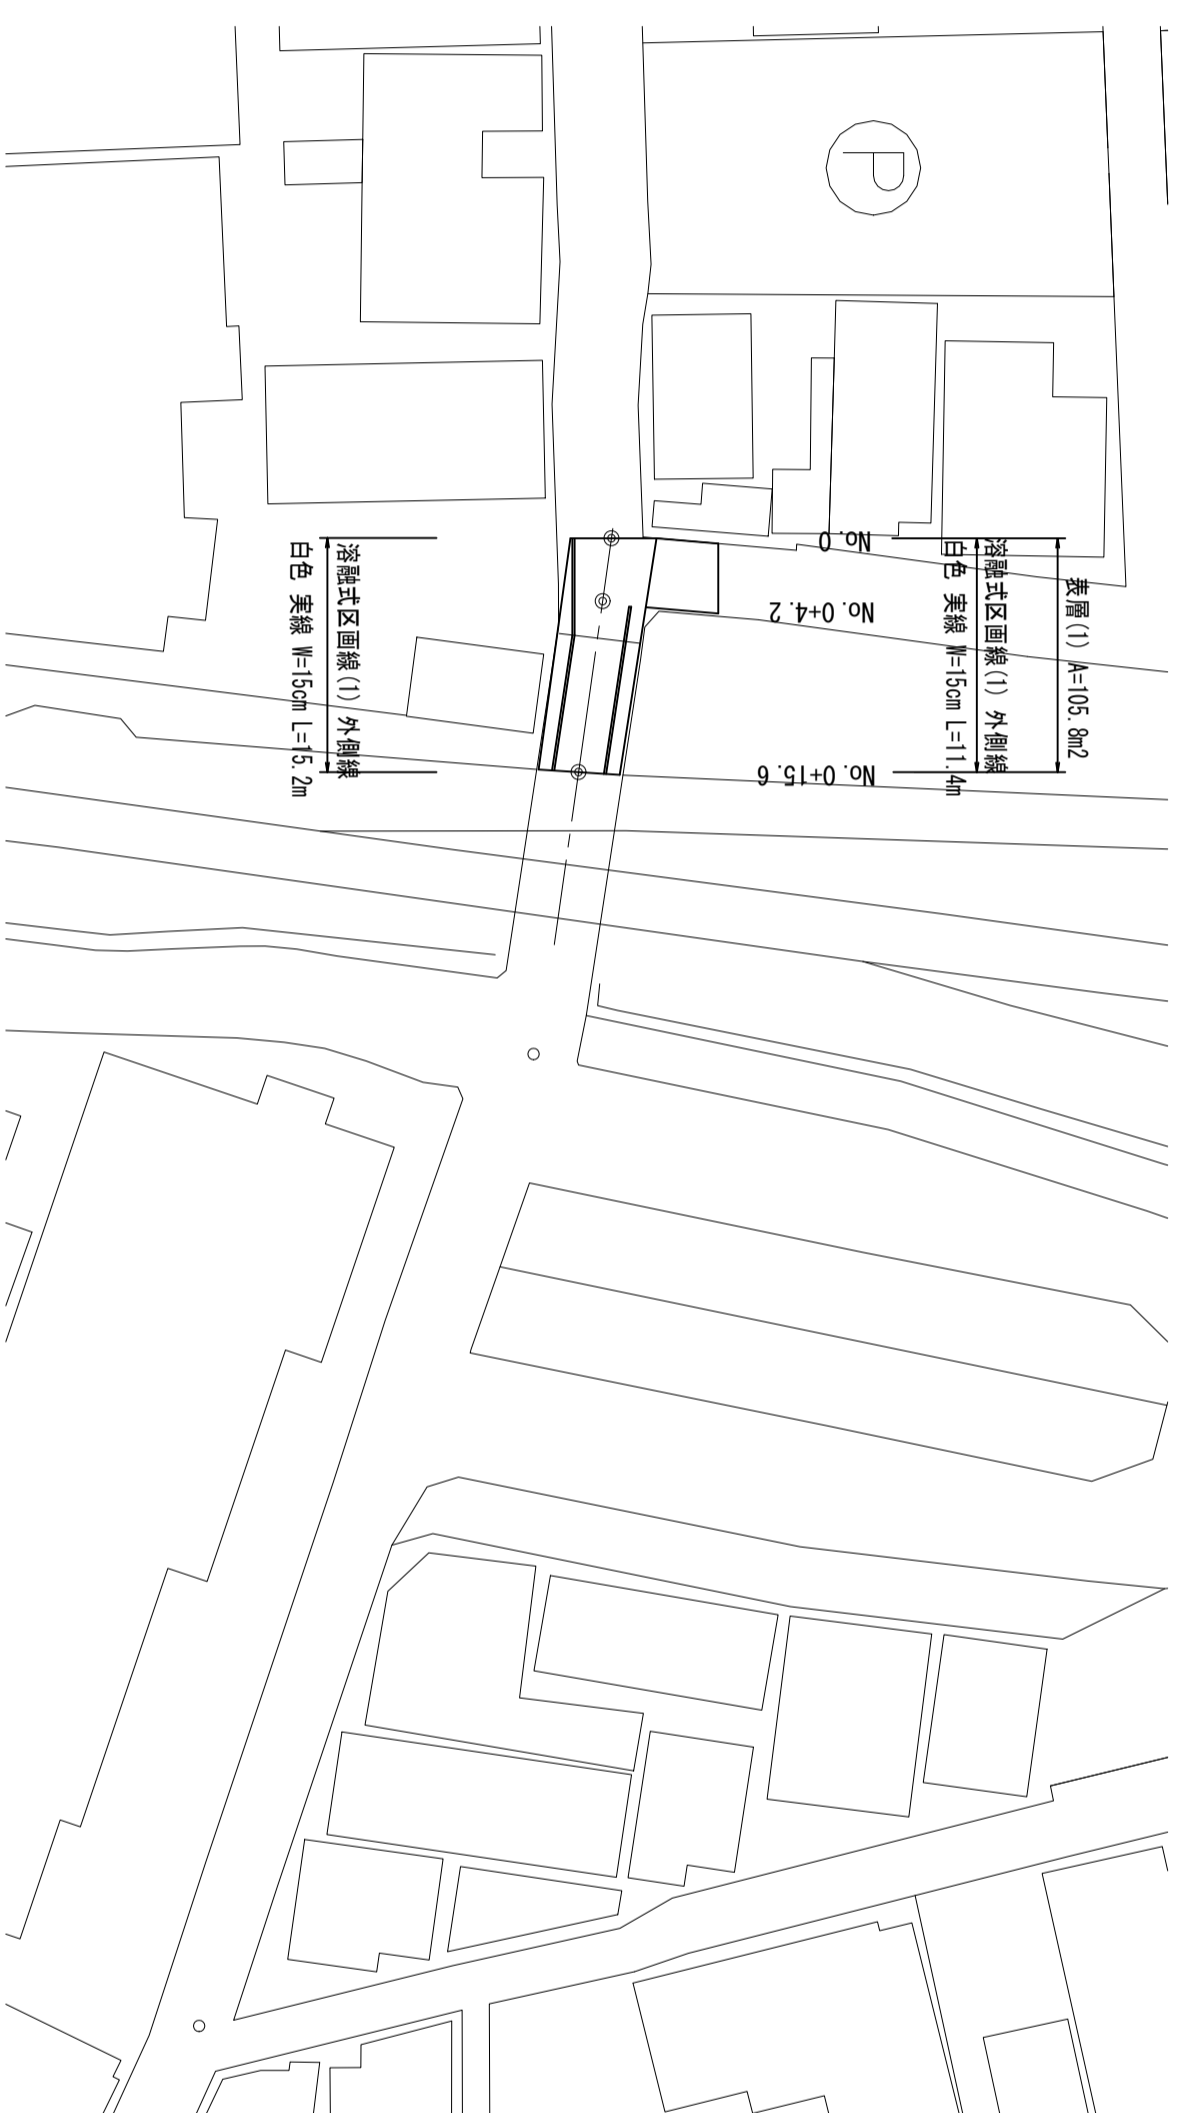 P
No. 0
No. 0+4. 2
No. 0+15. 6
表層(1) A=105. 8m2
溶融式区画線(1) 外側線
白色 実線 W=15cm L=11. 4m
溶融式区画線(1) 外側線
白色 実線 W=15cm L=15. 2m